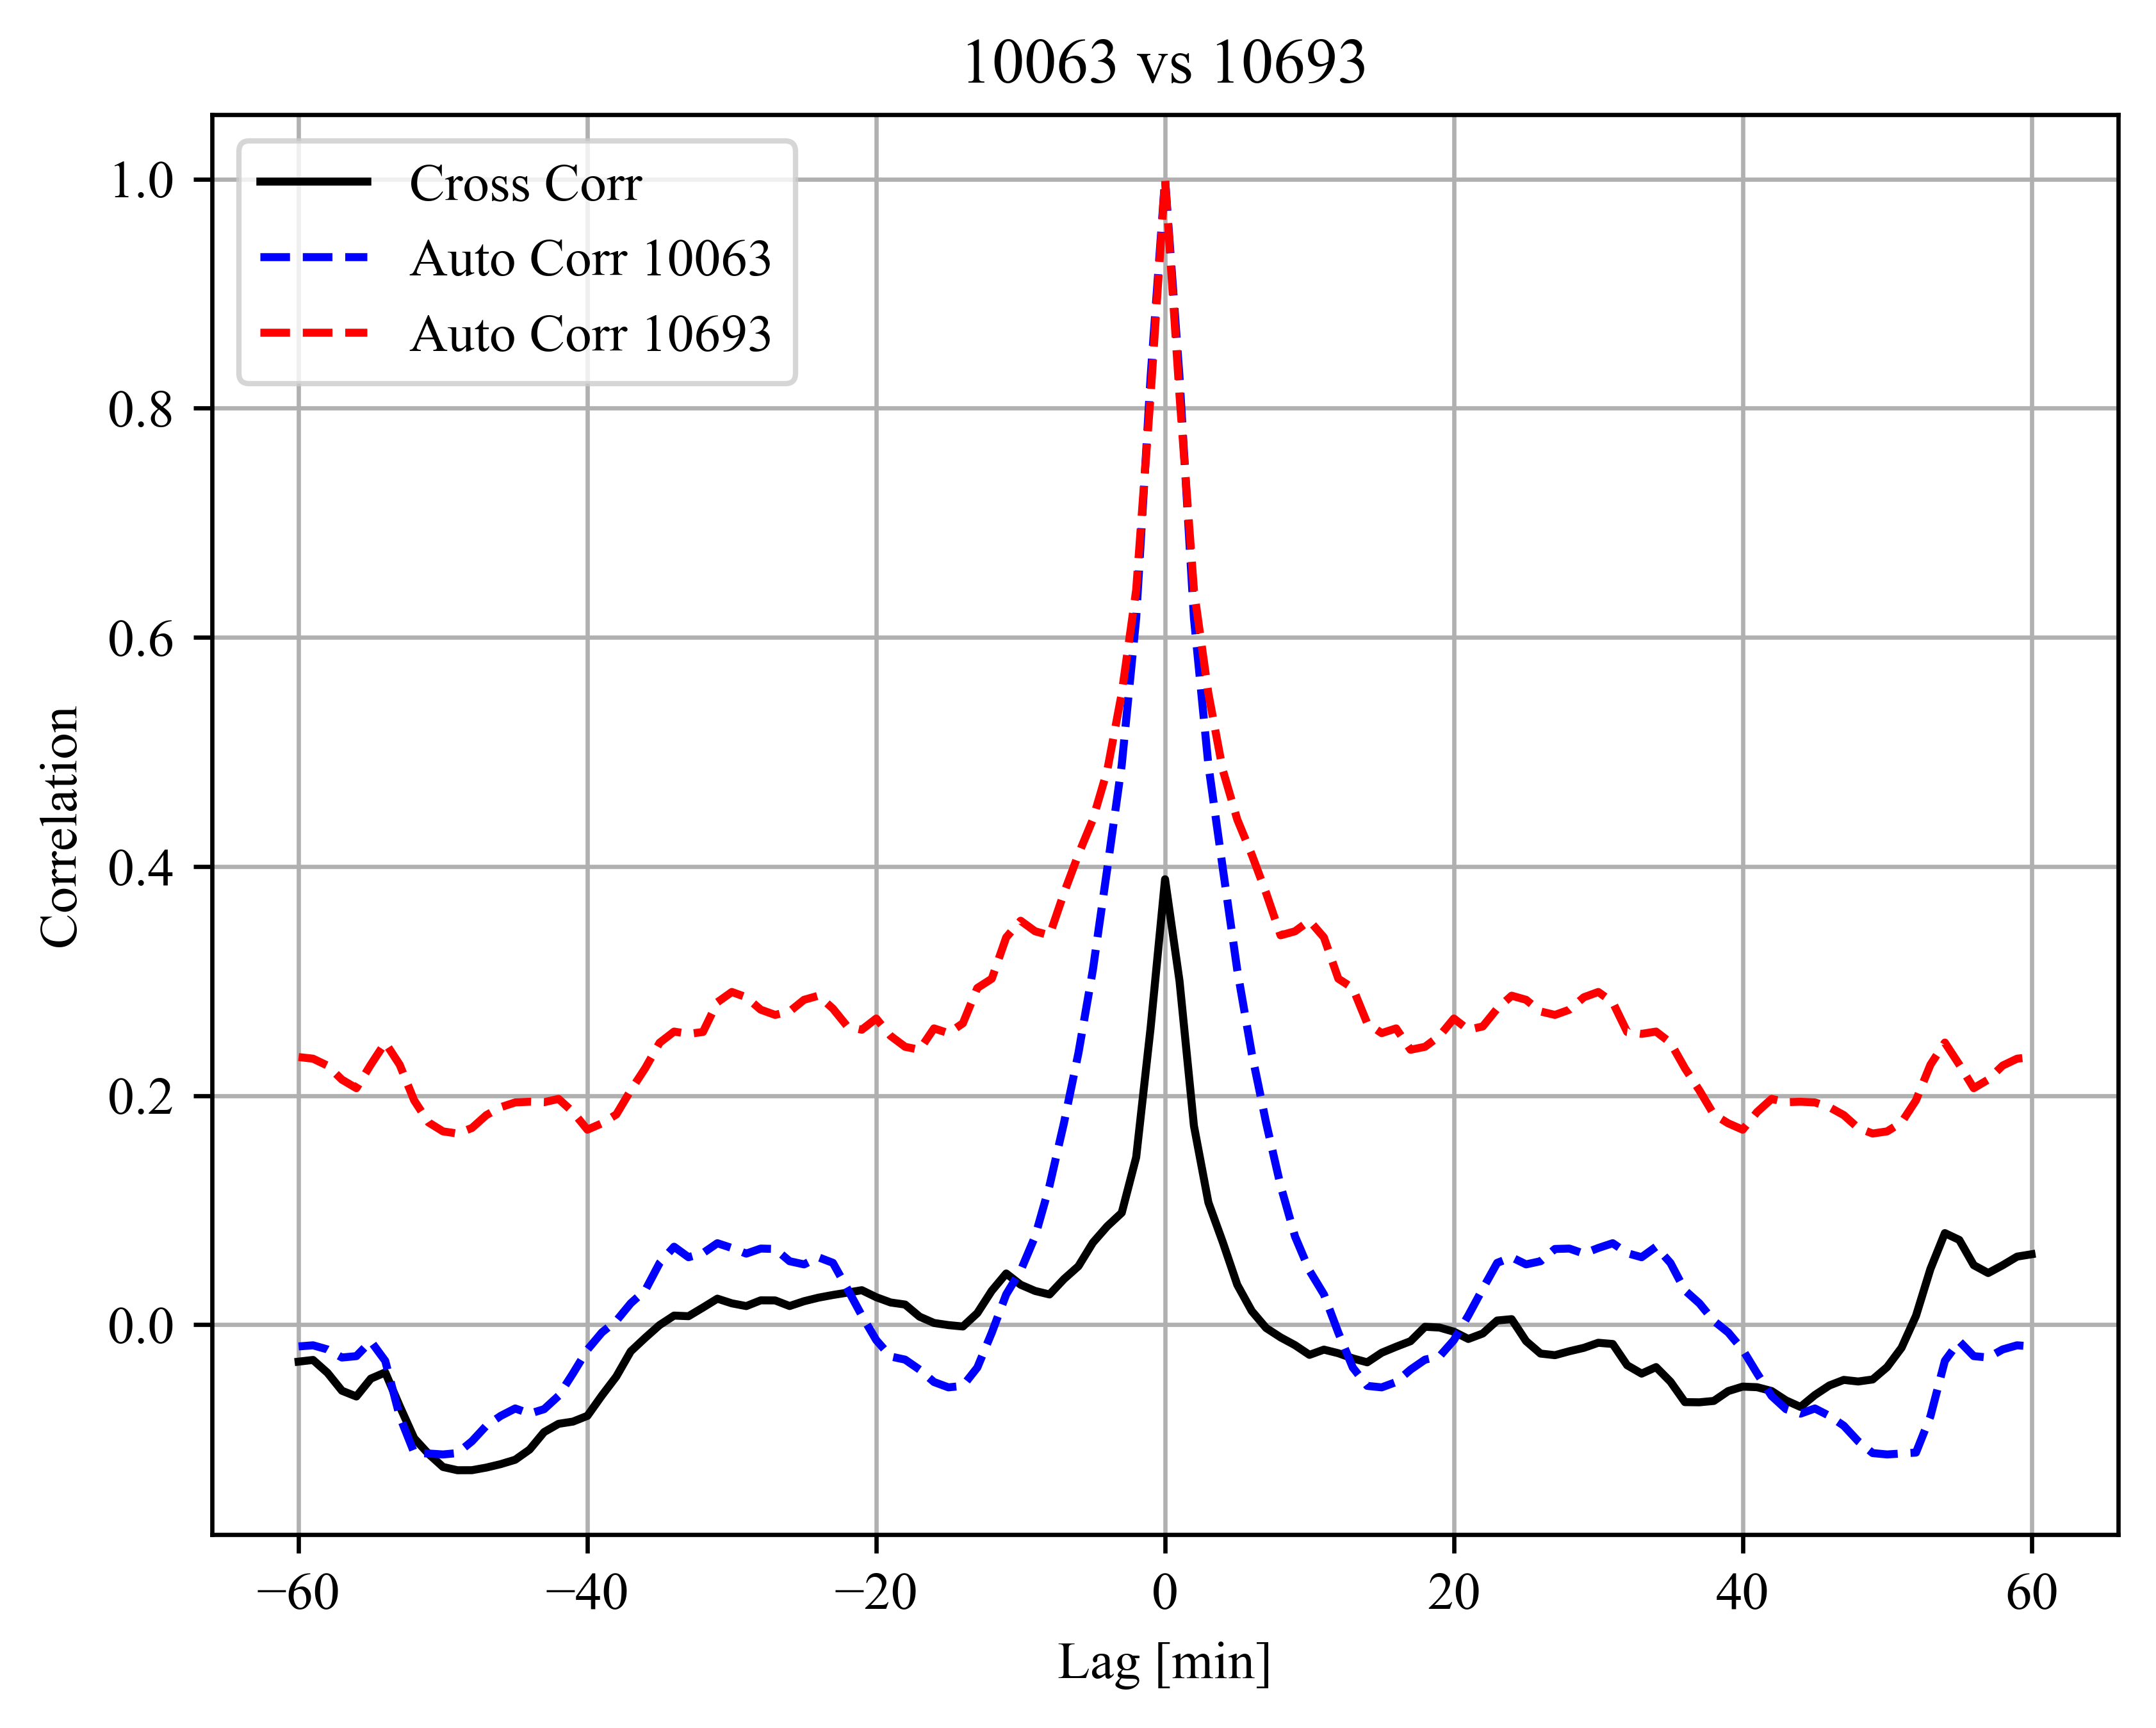 10063 vs 10693
Cross Corr
Auto Corr 10063
Auto Corr 10693
1.0
0.8
0.6
0.4
0.2
0.0
Correlation
−60
−40
−20
0
20
40
60
Lag [min]